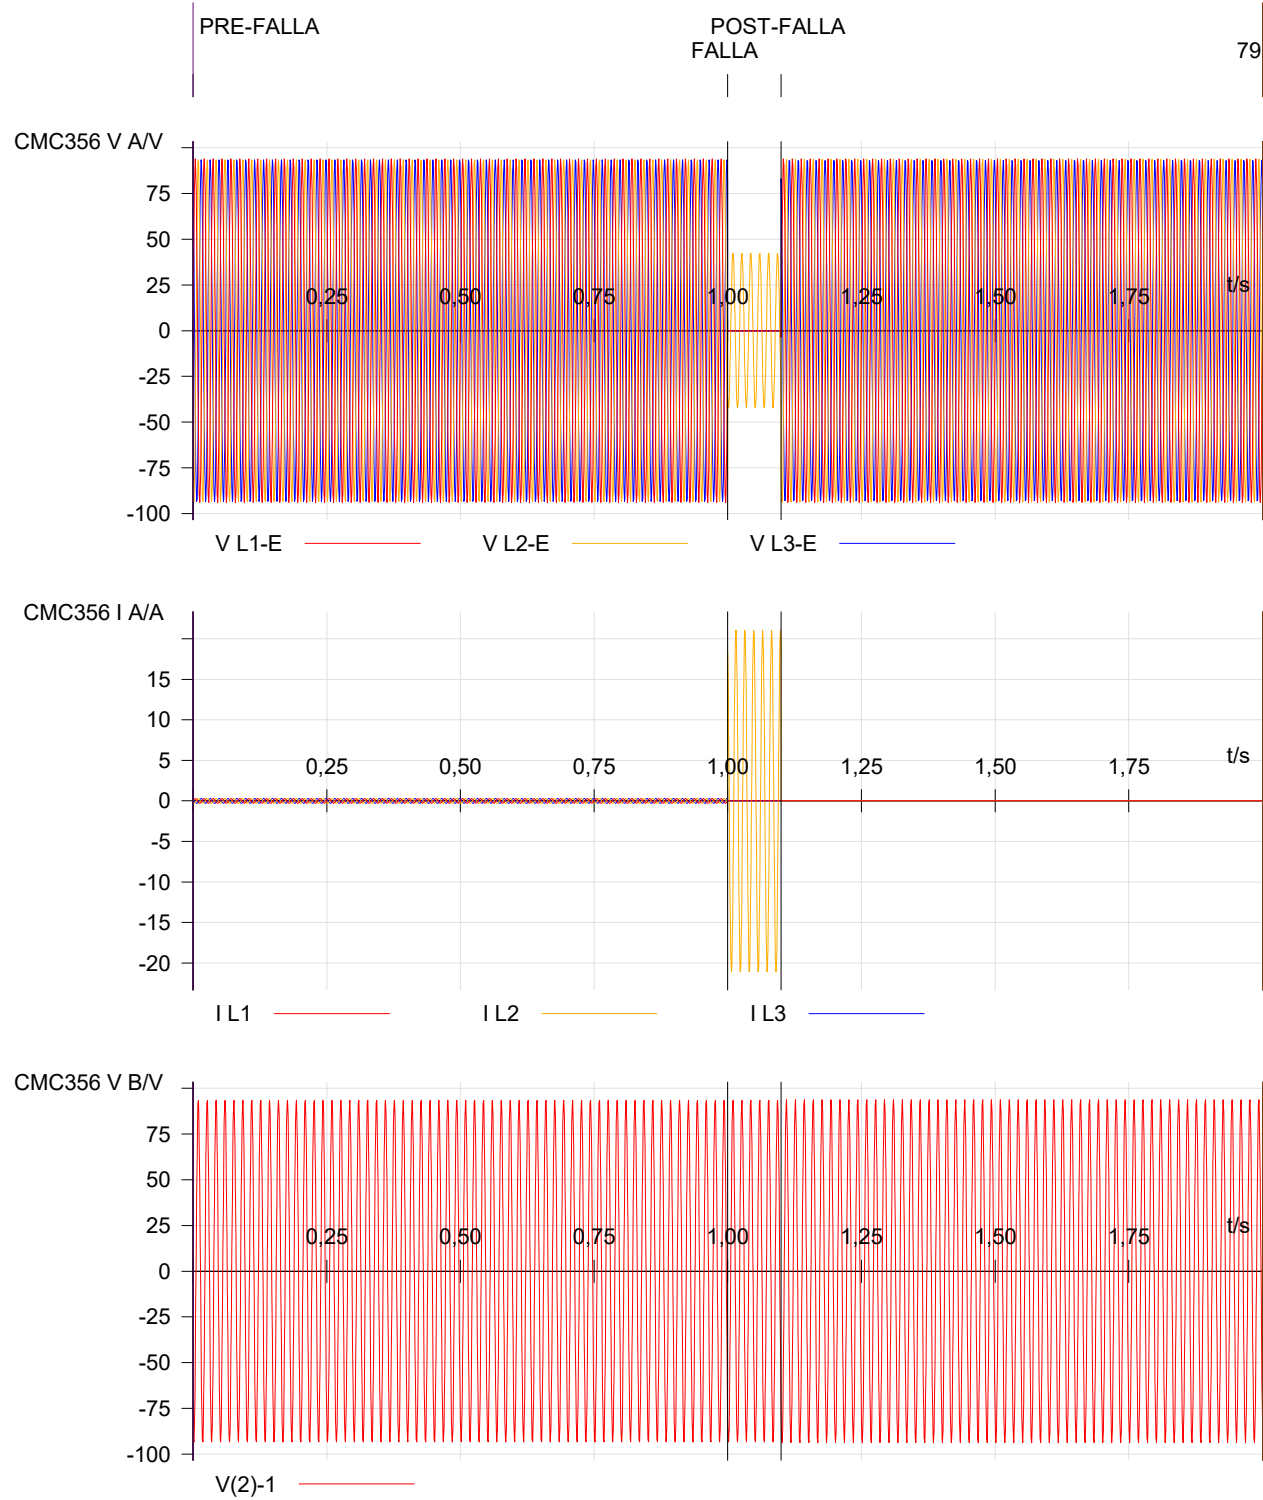 PRE-FALLA POST-FALLA
FALLA 79
CMC356 V A/V
75
50
25
0,25 0,50 0,75 1,00 1,25 1,50 1,75 t/s
0
-25
-50
-75
-100
V L1-E V L2-E V L3-E
CMC356 I A/A
15
10
5
0,25 0,50 0,75 1,00 1,25 1,50 1,75 t/s
0
-5
-10
-15
-20
I L1 I L2 I L3
CMC356 V B/V
75
50
25
0,25 0,50 0,75 1,00 1,25 1,50 1,75 t/s
0
-25
-50
-75
-100
V(2)-1